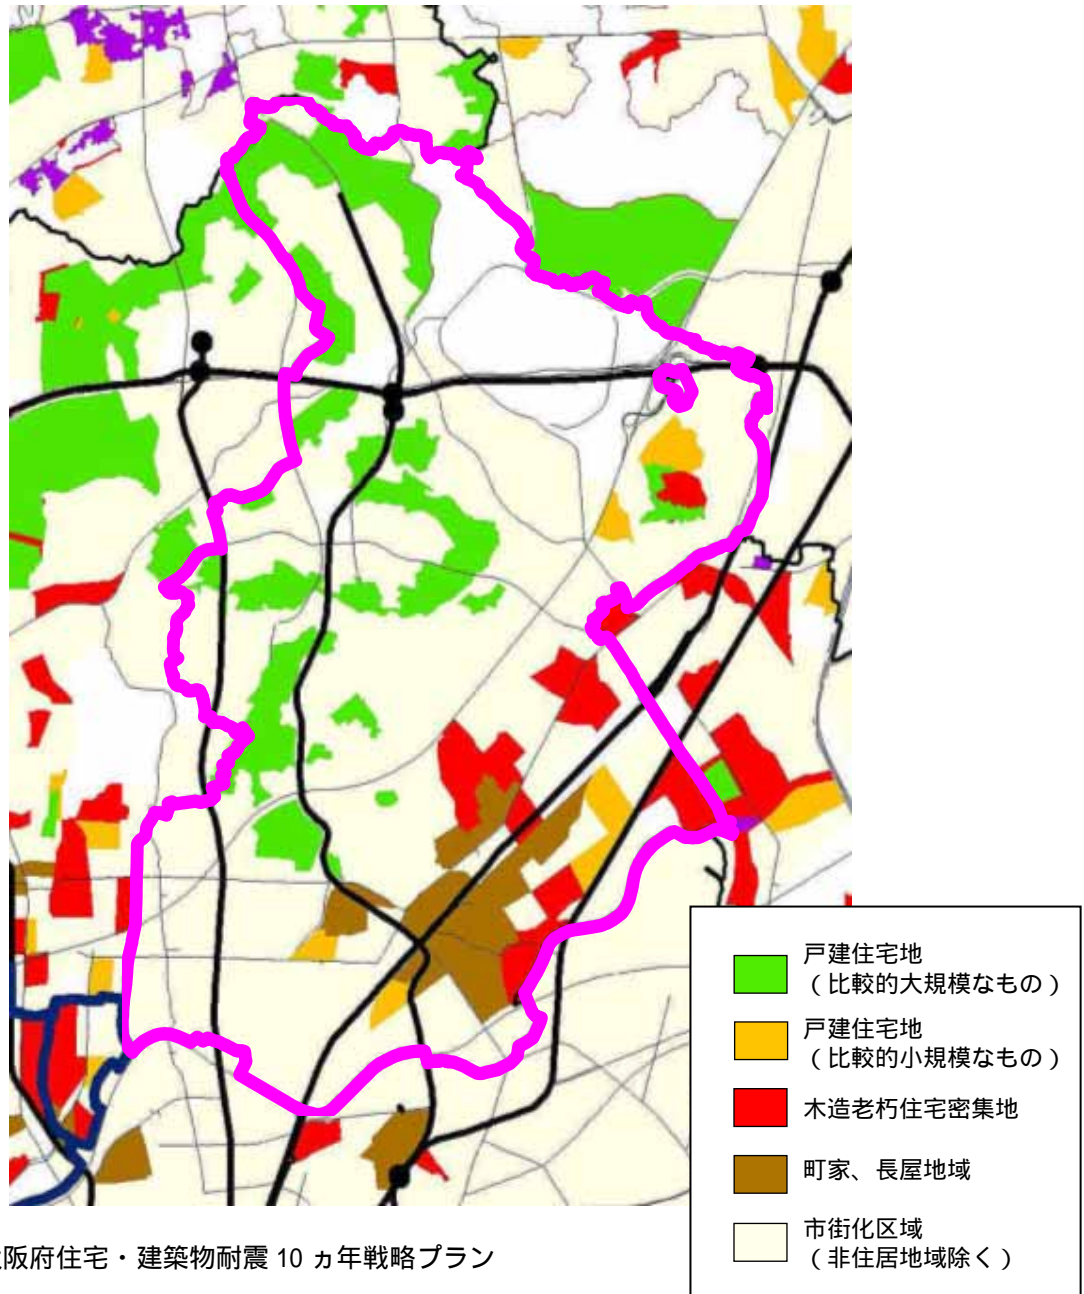 戸建住宅地
（比較的大規模なもの）
戸建住宅地
（比較的小規模なもの）
木造老朽住宅密集地
町家、長屋地域
市街化区域
（非住居地域除く）
阪府住宅・建築物耐震 10 ヵ年戦略プラン